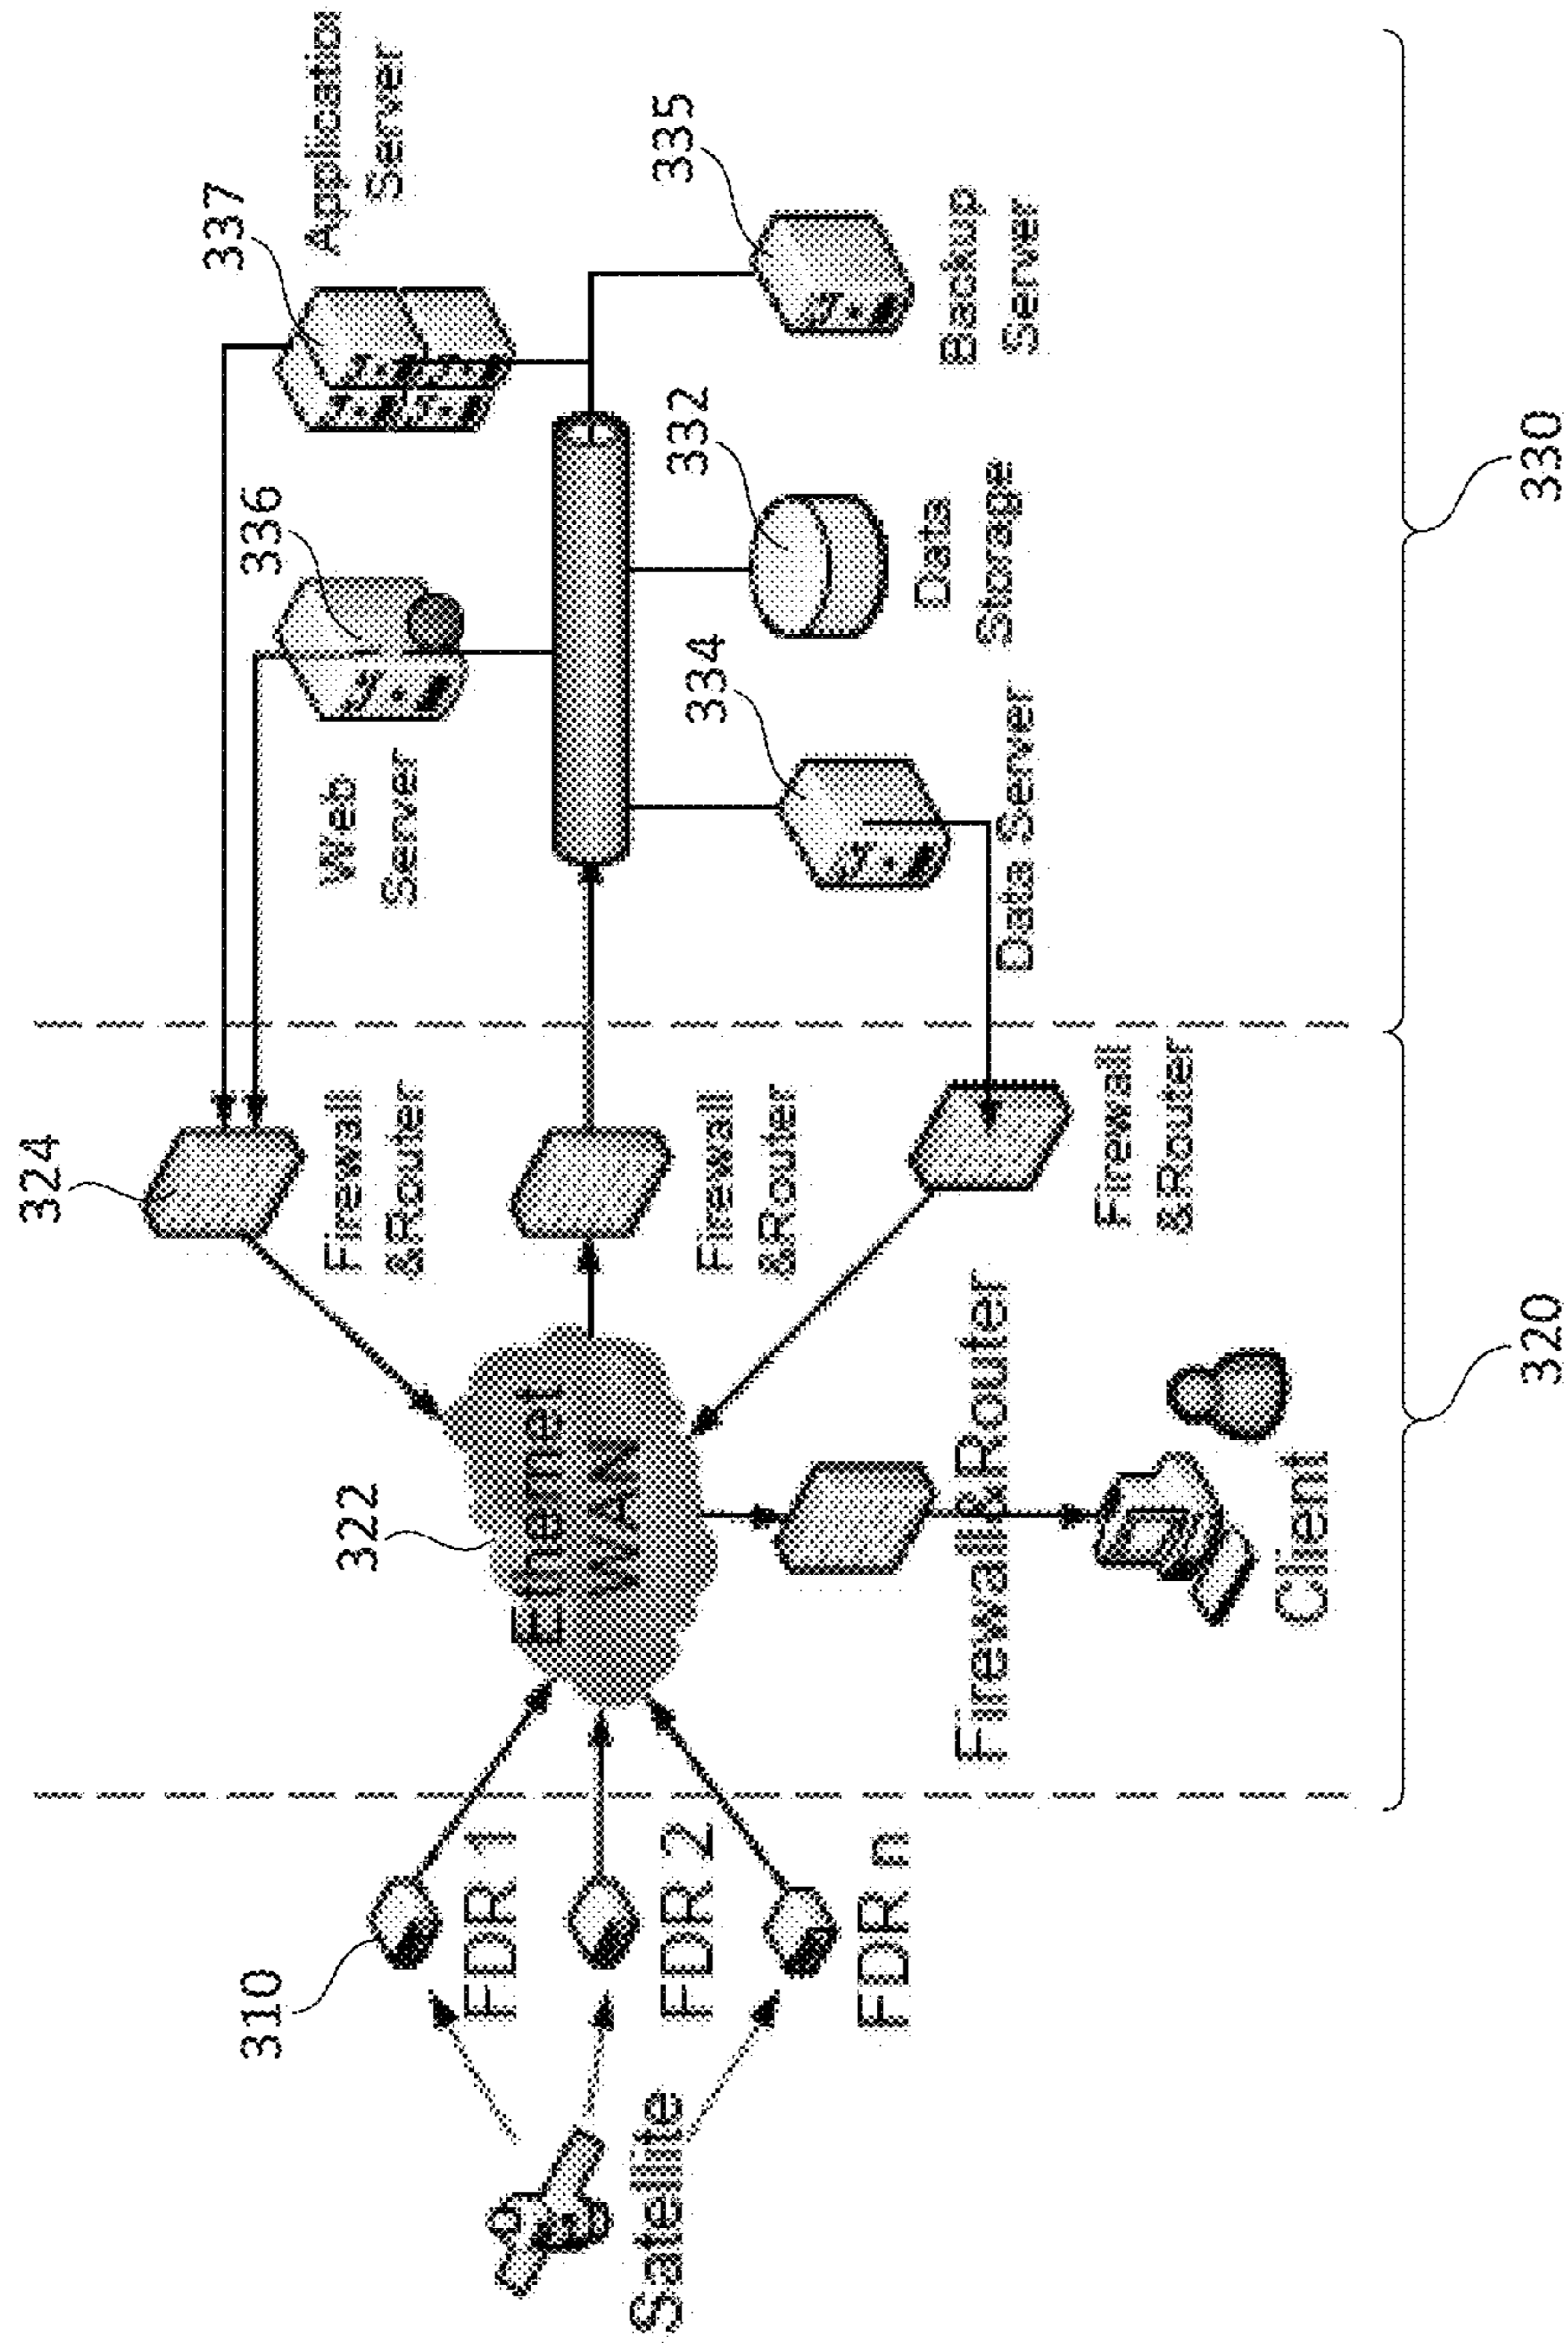 324
337
Application
Server
336
Web
Server
Firewall
&Router
310
322
Ethernet
WAN
FDR 1
Satellite
FDR 2
FDR n
Firewall
&Router
334
332
335
Data Server
Data
Storage
Backup
Server
Firewall
&Router
Firewall&Router
Client
320
330